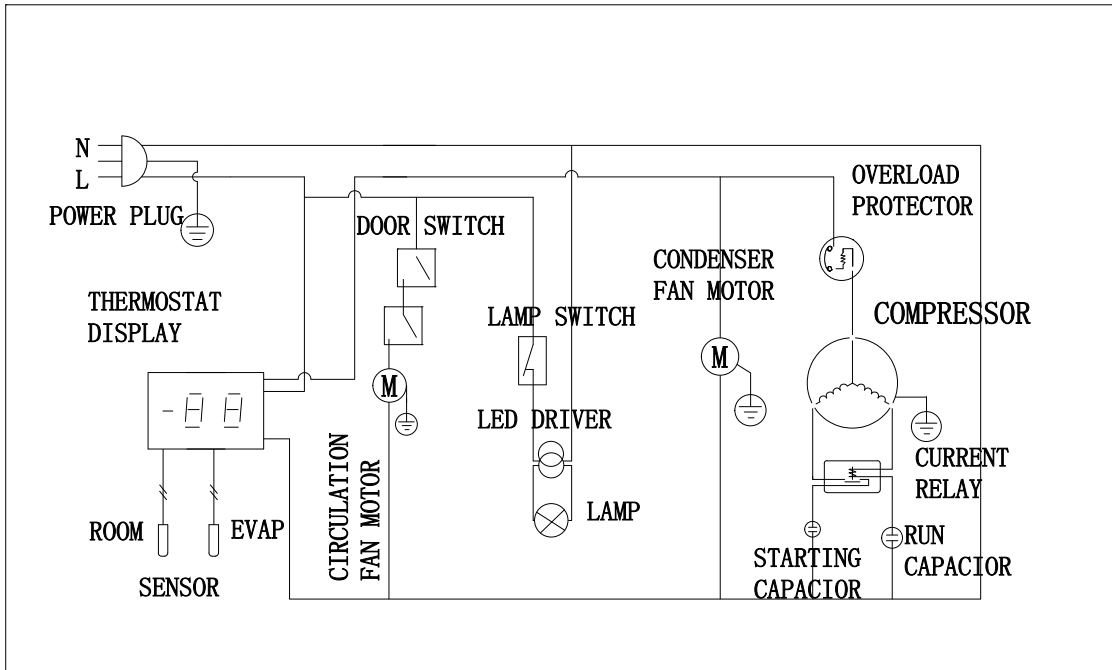 N
L
POWER PLUG
DOOR SWITCH
OVERLOAD
PROTECTOR
CONDENSER
FAN MOTOR
THERMOSTAT
DISPLAY
LAMP SWITCH
COMPRESSOR
M
M
-88
LED DRIVER
CIRCULATION
FAN MOTOR
CURRENT
RELAY
LAMP
ROOM
EVAP
SENSOR
STARTING
CAPACIOR
RUN
CAPACIOR